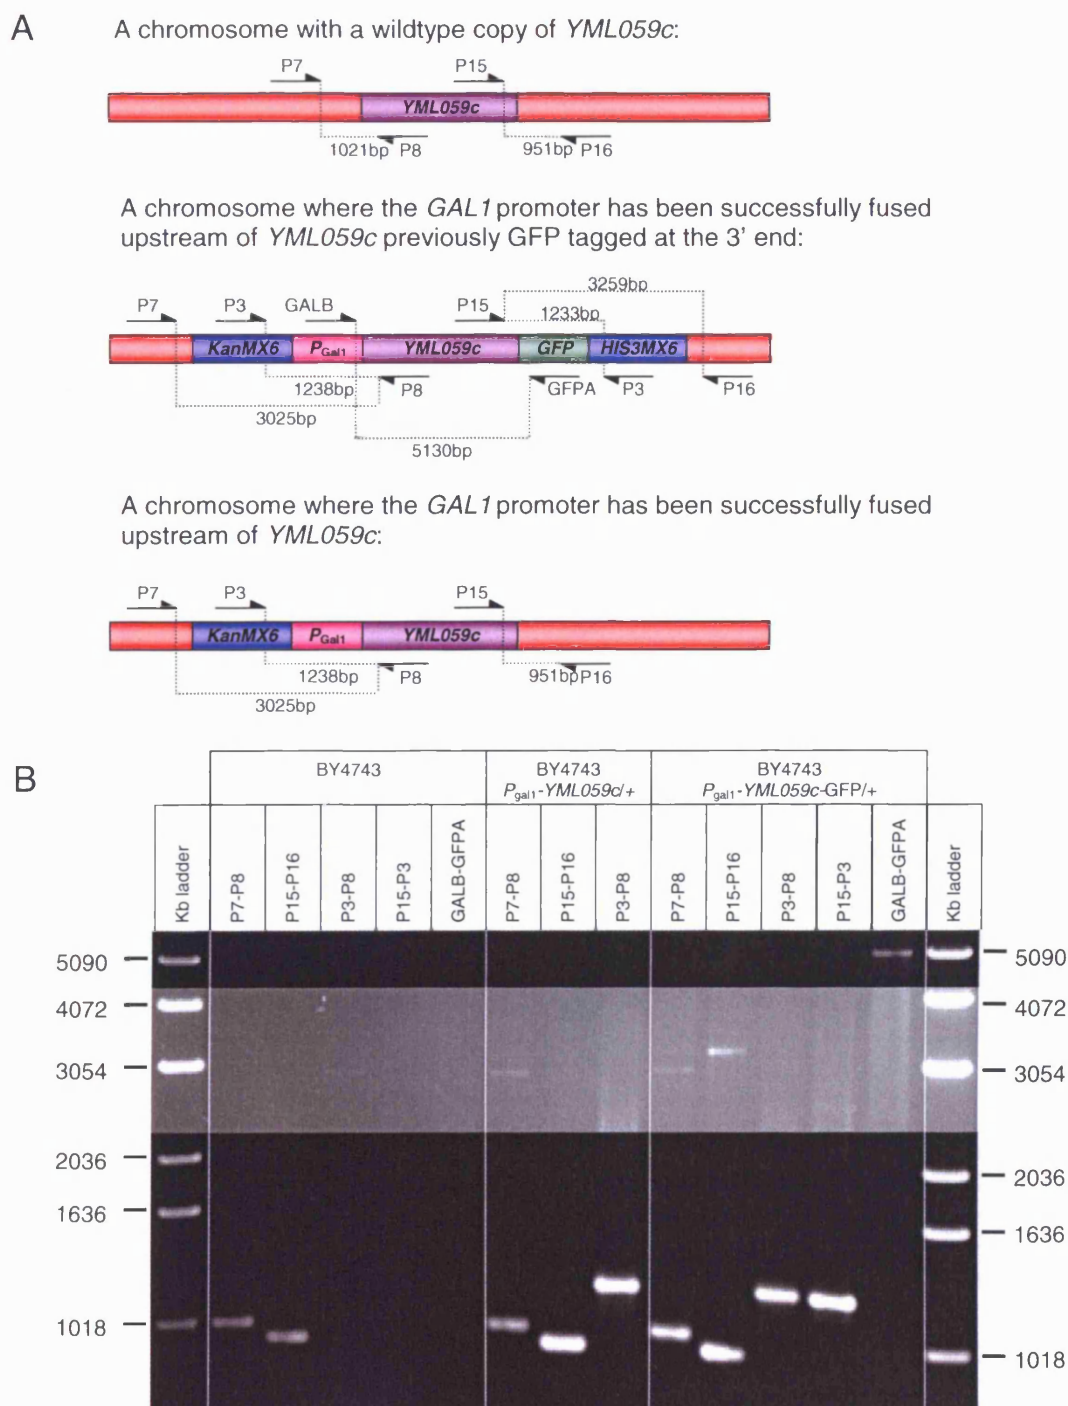 A
A chromosome with a wildtype copy of YML059c:
P7 P15
YML059c
1021bp P8 951bp P16
A chromosome where the GAL1 promoter has been successfully fused
upstream of YML059c previously GFP tagged at the 3' end:
3259bp
P7 P3 GALB P15 1233bp
KanMX6 PGal1 YML059c GFP HIS3MX6
1238bp P8 GFPA P3 P16
3025bp
5130bp
A chromosome where the GAL1 promoter has been successfully fused
upstream of YML059c:
P7 P3 P15
KanMX6 PGal1 YML059c
1238bp P8 951bp P16
3025bp
B
BY4743
BY4743
Pgal1-YML059c/+
BY4743
Pgal1-YML059c-GFP/+
Kb ladder
P7-P8
P15-P16
P3-P8
P15-P3
GALB-GFPA
P7-P8
P15-P16
P3-P8
P7-P8
P15-P16
P3-P8
P15-P3
GALB-GFPA
Kb ladder
5090 5090
4072 4072
3054 3054
2036 2036
1636 1636
1018 1018